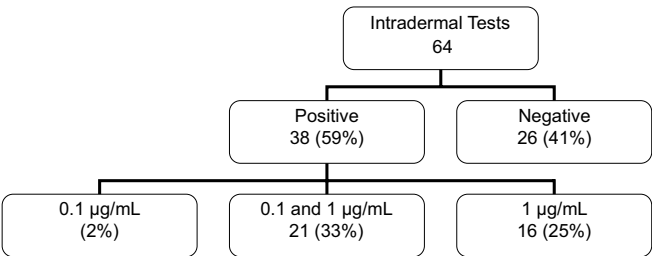 Intradermal Tests
64
Positive
38 (59%)
Negative
26 (41%)
0.1 µg/mL
(2%)
0.1 and 1 µg/mL
21 (33%)
1 µg/mL
16 (25%)